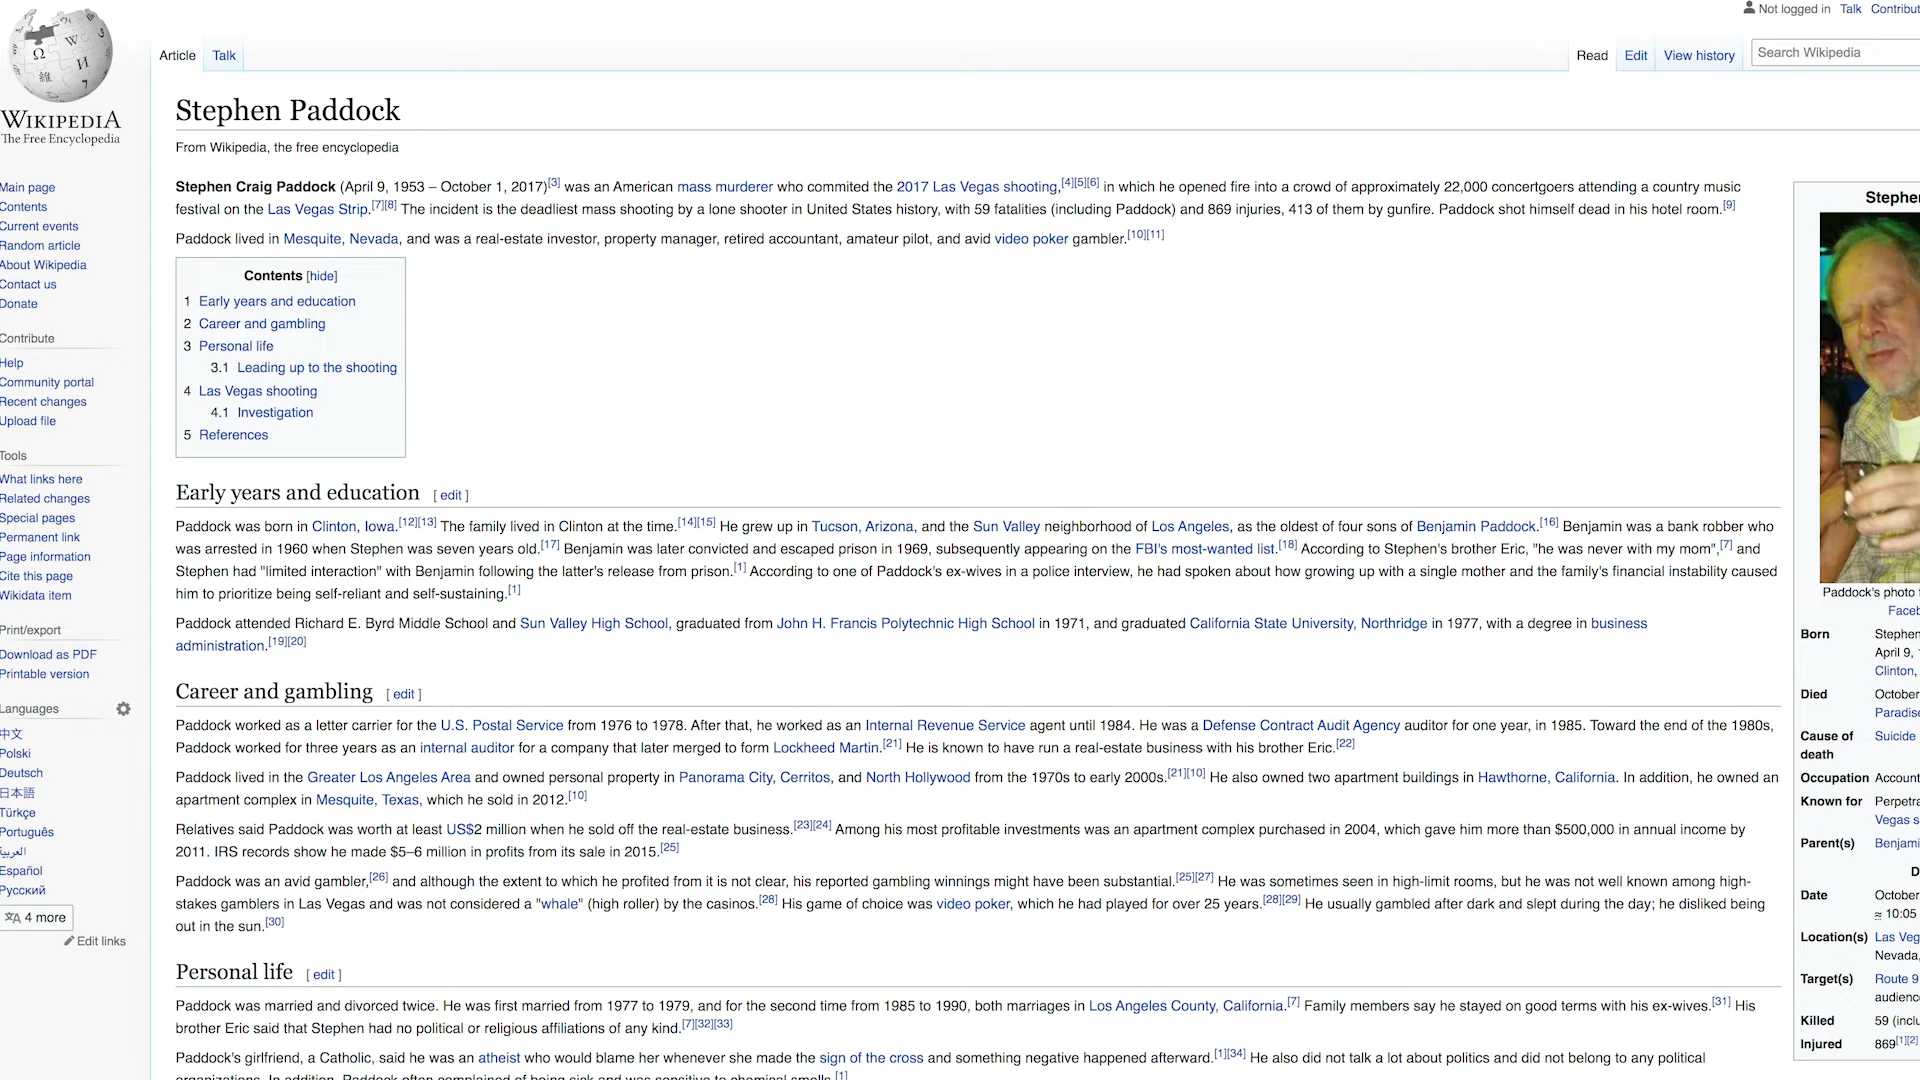 Not logged in Talk Contribut
Article Talk Read Edit View history Search Wikipedia
WIKIPEDIA
The Free Encyclopedia
Main page
Contents
Current events
Random article
About Wikipedia
Contact us
Donate
Contribute
Help
Community portal
Recent changes
Upload file
Tools
What links here
Related changes
Special pages
Permanent link
Page information
Cite this page
Wikidata item
Print/export
Download as PDF
Printable version
Languages
中文
Polski
Deutsch
日本語
Türkçe
Português
العربية
Español
Русский
4 more
Edit links
Stephen Paddock
From Wikipedia, the free encyclopedia
Stephen Craig Paddock (April 9, 1953 – October 1, 2017)[3] was an American mass murderer who commited the 2017 Las Vegas shooting,[4][5][6] in which he opened fire into a crowd of approximately 22,000 concertgoers attending a country music
festival on the Las Vegas Strip.[7][8] The incident is the deadliest mass shooting by a lone shooter in United States history, with 59 fatalities (including Paddock) and 869 injuries, 413 of them by gunfire. Paddock shot himself dead in his hotel room.[9]
Paddock lived in Mesquite, Nevada, and was a real-estate investor, property manager, retired accountant, amateur pilot, and avid video poker gambler.[10][11]
Contents [hide]
1 Early years and education
2 Career and gambling
3 Personal life
3.1 Leading up to the shooting
4 Las Vegas shooting
4.1 Investigation
5 References
Early years and education [ edit ]
Paddock was born in Clinton, Iowa.[12][13] The family lived in Clinton at the time.[14][15] He grew up in Tucson, Arizona, and the Sun Valley neighborhood of Los Angeles, as the oldest of four sons of Benjamin Paddock.[16] Benjamin was a bank robber who
was arrested in 1960 when Stephen was seven years old.[17] Benjamin was later convicted and escaped prison in 1969, subsequently appearing on the FBI's most-wanted list.[18] According to Stephen's brother Eric, "he was never with my mom",[7] and
Stephen had "limited interaction" with Benjamin following the latter's release from prison.[1] According to one of Paddock's ex-wives in a police interview, he had spoken about how growing up with a single mother and the family's financial instability caused
him to prioritize being self-reliant and self-sustaining.[1]
Paddock attended Richard E. Byrd Middle School and Sun Valley High School, graduated from John H. Francis Polytechnic High School in 1971, and graduated California State University, Northridge in 1977, with a degree in business
administration.[19][20]
Career and gambling [ edit ]
Paddock worked as a letter carrier for the U.S. Postal Service from 1976 to 1978. After that, he worked as an Internal Revenue Service agent until 1984. He was a Defense Contract Audit Agency auditor for one year, in 1985. Toward the end of the 1980s,
Paddock worked for three years as an internal auditor for a company that later merged to form Lockheed Martin.[21] He is known to have run a real-estate business with his brother Eric.[22]
Paddock lived in the Greater Los Angeles Area and owned personal property in Panorama City, Cerritos, and North Hollywood from the 1970s to early 2000s.[21][10] He also owned two apartment buildings in Hawthorne, California. In addition, he owned an
apartment complex in Mesquite, Texas, which he sold in 2012.[10]
Relatives said Paddock was worth at least US$2 million when he sold off the real-estate business.[23][24] Among his most profitable investments was an apartment complex purchased in 2004, which gave him more than $500,000 in annual income by
2011. IRS records show he made $5–6 million in profits from its sale in 2015.[25]
Paddock was an avid gambler,[26] and although the extent to which he profited from it is not clear, his reported gambling winnings might have been substantial.[25][27] He was sometimes seen in high-limit rooms, but he was not well known among high-
stakes gamblers in Las Vegas and was not considered a "whale" (high roller) by the casinos.[28] His game of choice was video poker, which he had played for over 25 years.[28][29] He usually gambled after dark and slept during the day; he disliked being
out in the sun.[30]
Personal life [ edit ]
Paddock was married and divorced twice. He was first married from 1977 to 1979, and for the second time from 1985 to 1990, both marriages in Los Angeles County, California.[7] Family members say he stayed on good terms with his ex-wives.[31] His
brother Eric said that Stephen had no political or religious affiliations of any kind.[7][32][33]
Paddock's girlfriend, a Catholic, said he was an atheist who would blame her whenever she made the sign of the cross and something negative happened afterward.[1][34] He also did not talk a lot about politics and did not belong to any political
organizations. In addition, Paddock often complained of being sick and was sensitive to chemical smells.[1]
Stephen
Paddock's photo f
Faceb
Born Stephen
April 9, 1
Clinton,
Died October
Paradise
Cause of death Suicide
Occupation Account
Known for Perpetra
Vegas s
Parent(s) Benjami
D
Date October
≈ 10:05
Location(s) Las Veg
Nevada,
Target(s) Route 9
audienc
Killed 59 (inclu
Injured 869[1][2]